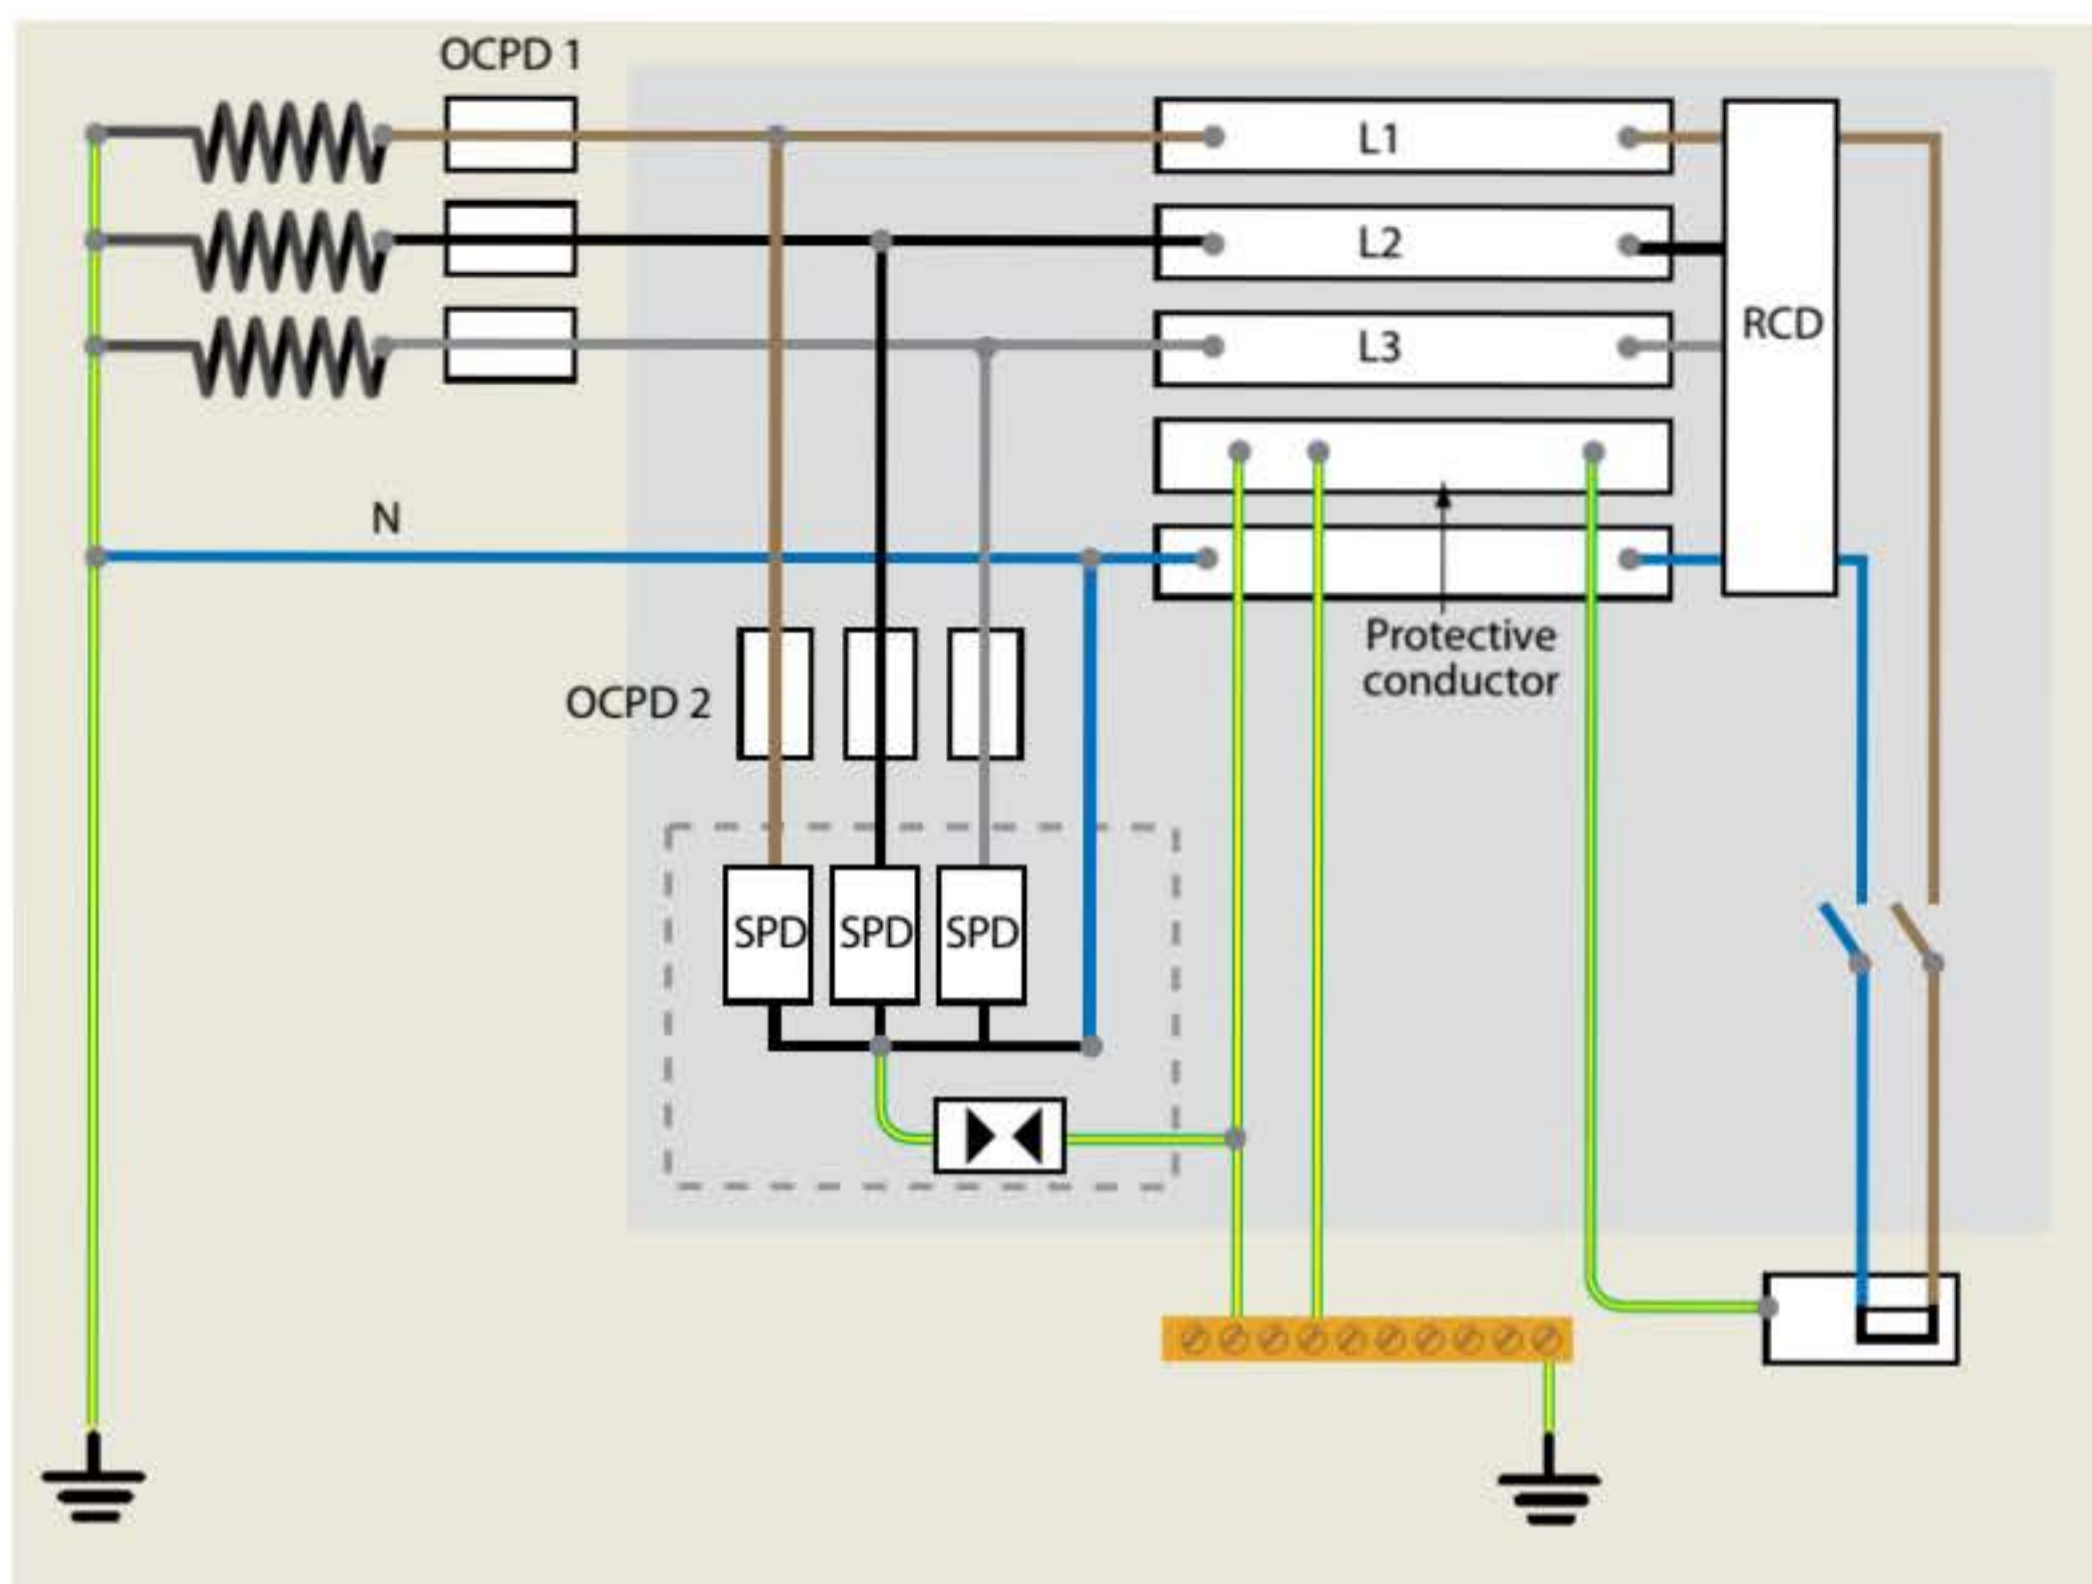 OCPD 1
L1
L2
L3
RCD
N
Protective
conductor
OCPD 2
SPD SPD SPD